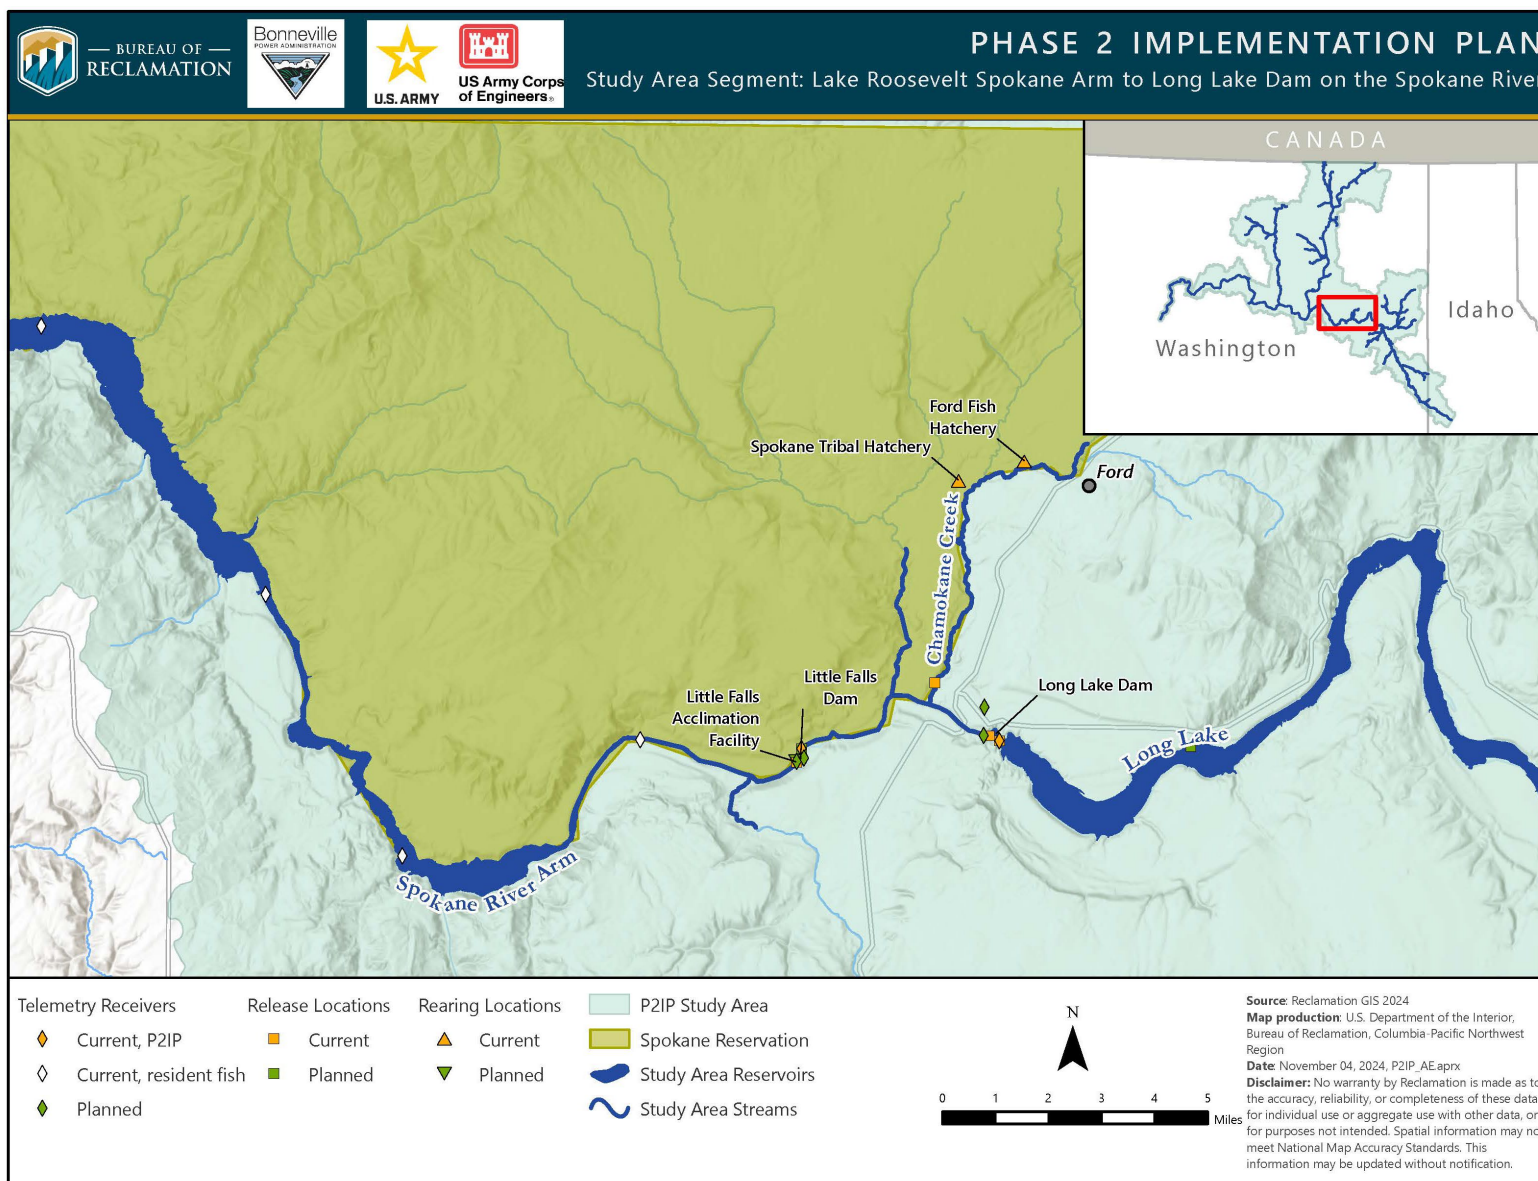 BUREAU OF
RECLAMATION
Bonneville
POWER ADMINISTRATION
U.S. ARMY
US Army Corps
of Engineers®
PHASE 2 IMPLEMENTATION PLAN
Study Area Segment: Lake Roosevelt Spokane Arm to Long Lake Dam on the Spokane River
CANADA
Washington
Idaho
Ford Fish
Hatchery
Spokane Tribal Hatchery
Ford
Chamokane Creek
Little Falls
Dam
Little Falls
Acclimation
Facility
Long Lake Dam
Long Lake
Spokane River Arm
Telemetry Receivers
Current, P2IP
Current, resident fish
Planned
Release Locations
Current
Planned
Rearing Locations
Current
Planned
P2IP Study Area
Spokane Reservation
Study Area Reservoirs
Study Area Streams
N
0 1 2 3 4 5
Miles
Source: Reclamation GIS 2024
Map production: U.S. Department of the Interior,
Bureau of Reclamation, Columbia-Pacific Northwest
Region
Date: November 04, 2024, P2IP_AE.aprx
Disclaimer: No warranty by Reclamation is made as to
the accuracy, reliability, or completeness of these data
for individual use or aggregate use with other data, or
for purposes not intended. Spatial information may no
meet National Map Accuracy Standards. This
information may be updated without notification.